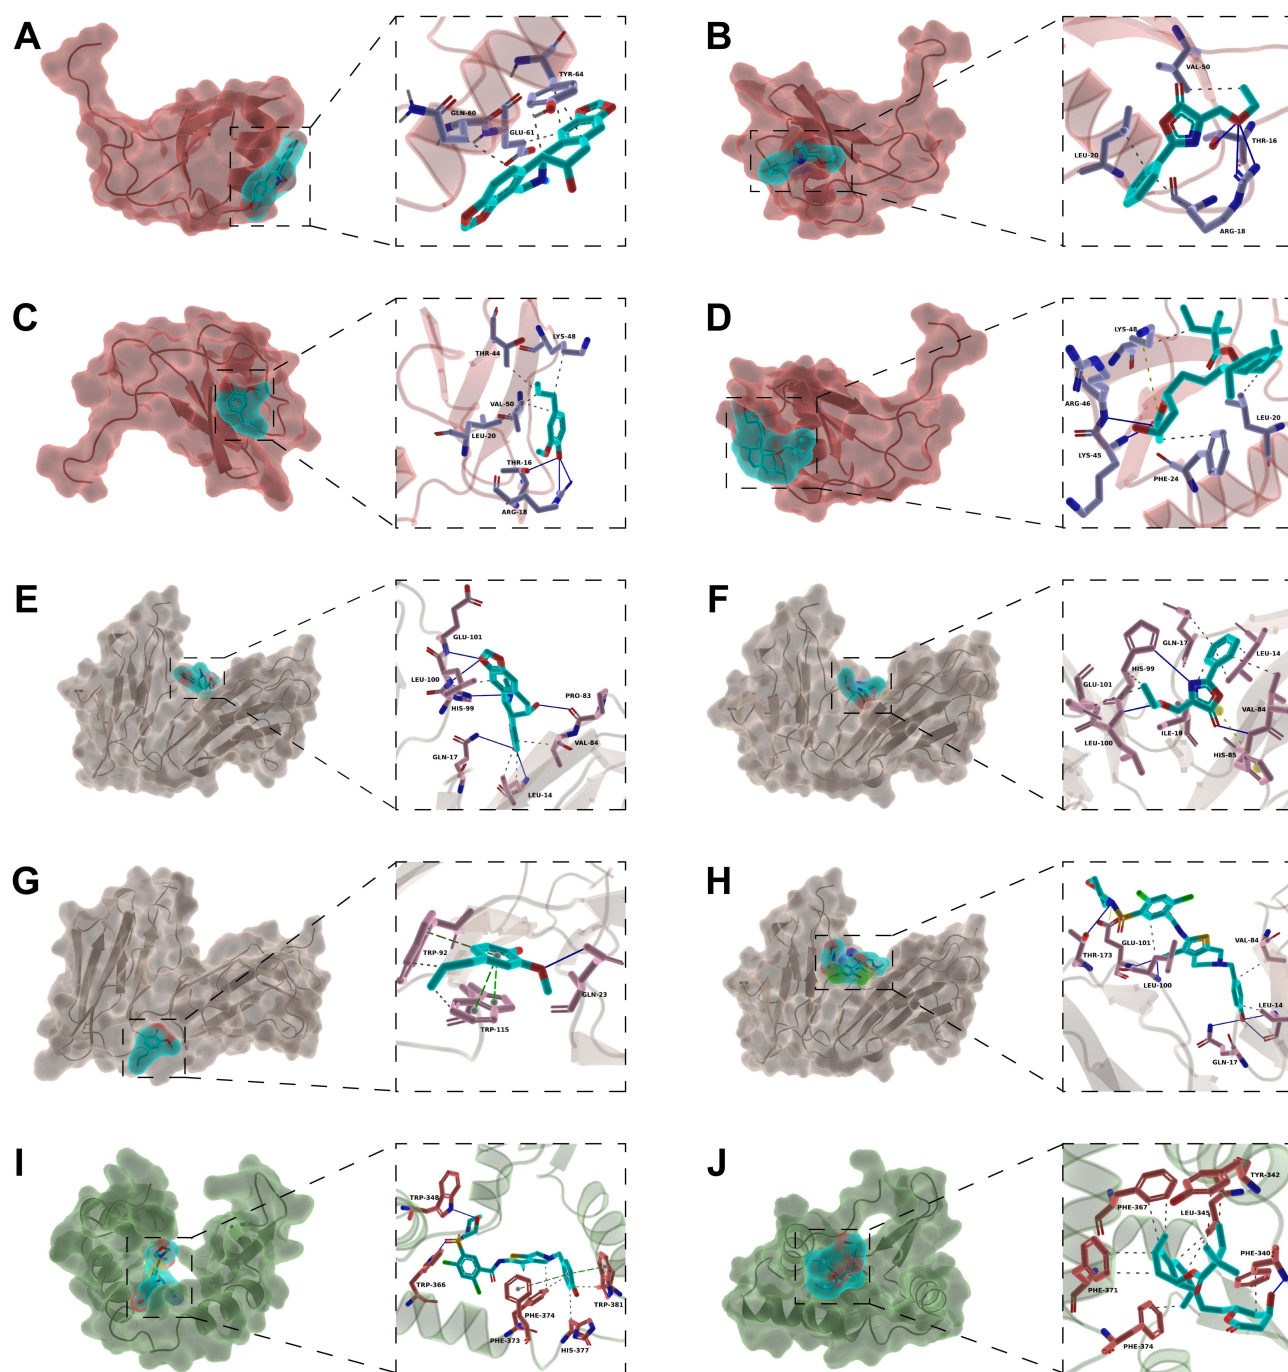 A
TYR-64
GLN-60
GLU-61
B
VAL-50
THR-16
LEU-20
ARG-18
C
LYS-48
THR-44
VAL-50
LEU-20
THR-16
ARG-18
D
LYS-48
ARG-46
LEU-20
LYS-45
PHE-24
E
GLU-101
LEU-100
PRO-83
HIS-99
VAL-84
GLN-17
LEU-14
F
GLN-17
LEU-14
HIS-99
GLU-101
VAL-84
ILE-19
LEU-100
HIS-85
G
TRP-92
GLN-23
TRP-115
H
GLU-101
VAL-84
THR-173
LEU-100
LEU-14
GLN-17
I
TRP-348
TRP-366
TRP-381
PHE-374
PHE-373
HIS-377
J
TYR-342
PHE-367
LEU-345
PHE-340
PHE-371
PHE-374